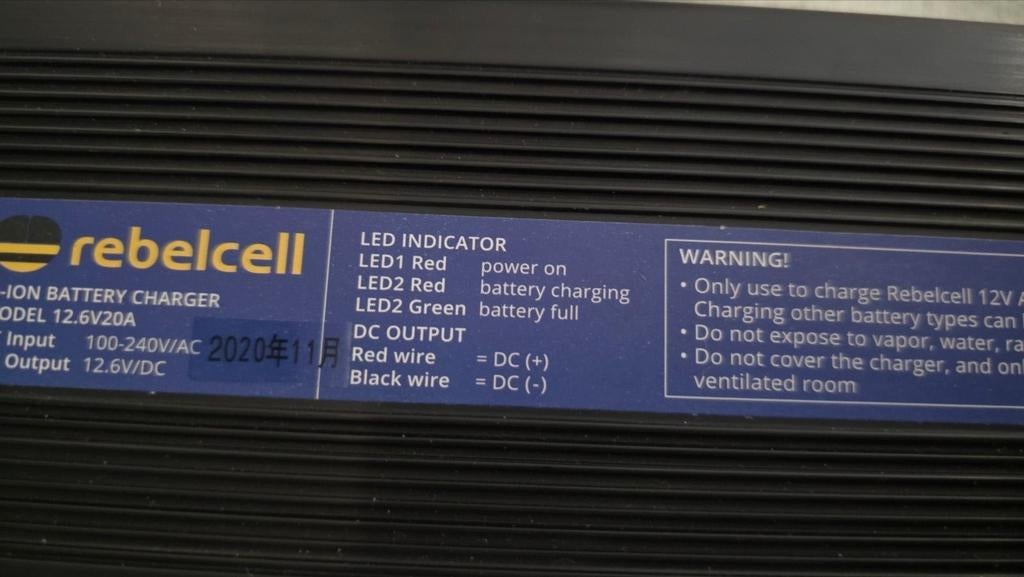 rebelcell
-ION BATTERY CHARGER
ODEL 12.6V20A
Input 100-240V/AC
Output 12.6V/DC
2020年11月
LED INDICATOR
LED1 Red power on
LED2 Red battery charging
LED2 Green battery full
DC OUTPUT
Red wire = DC (+)
Black wire = DC (-)
WARNING!
• Only use to charge Rebelcell 12V A
Charging other battery types can
• Do not expose to vapor, water, ra
• Do not cover the charger, and onl
ventilated room